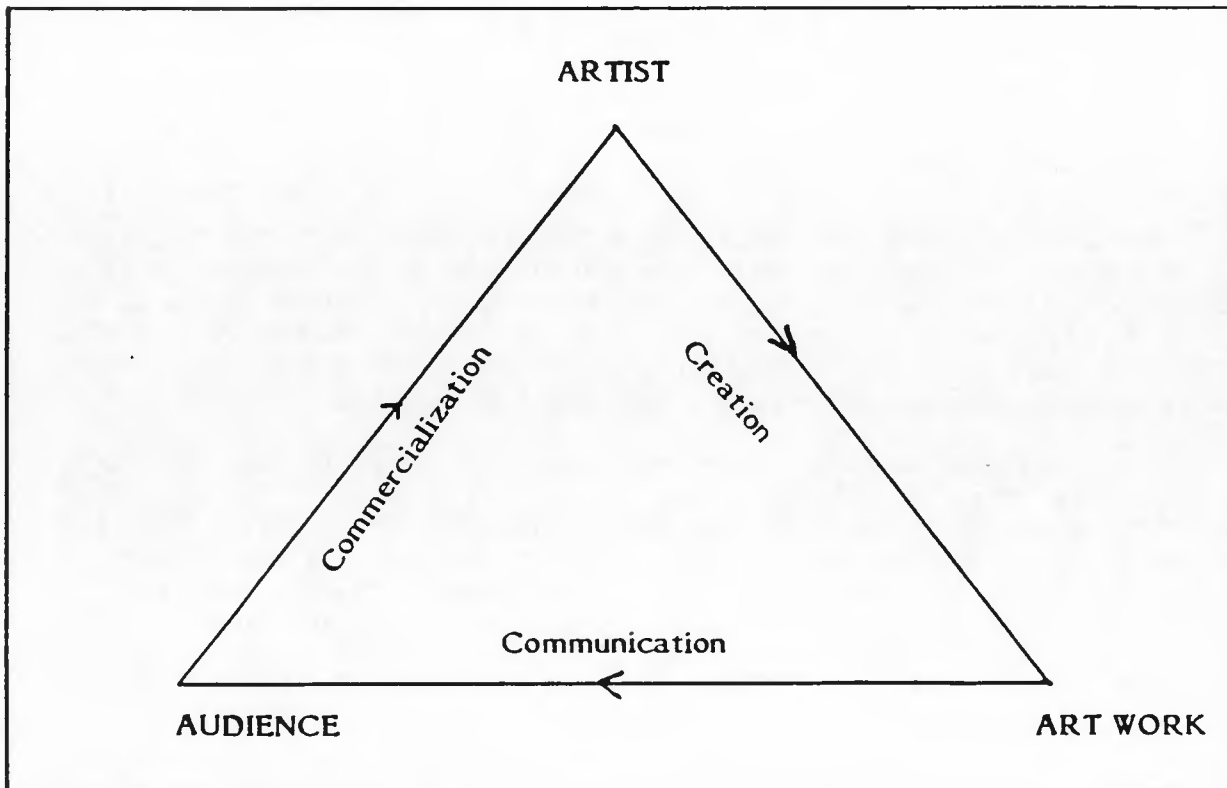 ARTIST
Creation
Commercialization
Communication
AUDIENCE
ART WORK